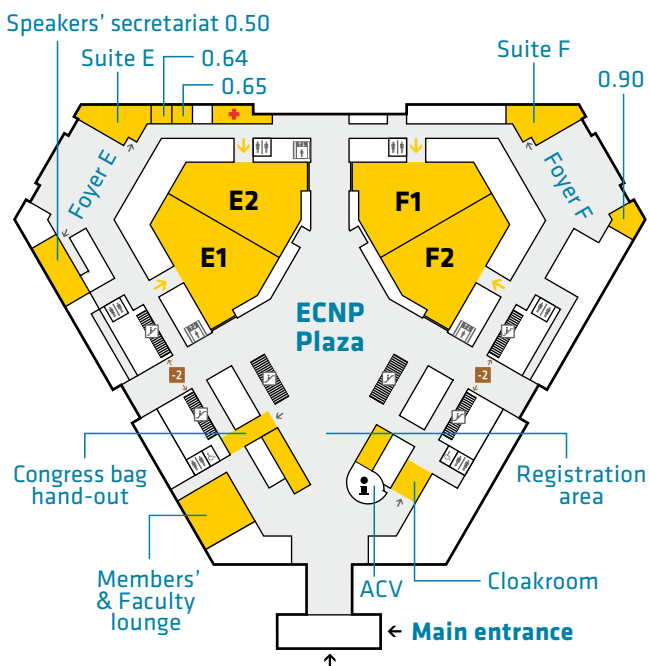 Speakers’ secretariat 0.50
Suite E
0.64
0.65
Suite F
0.90
Foyer E
Foyer F
E2
F1
E1
F2
ECNP
Plaza
-2
-2
Congress bag
hand-out
Registration
area
i
Members’
& Faculty
lounge
ACV
Cloakroom
Main entrance